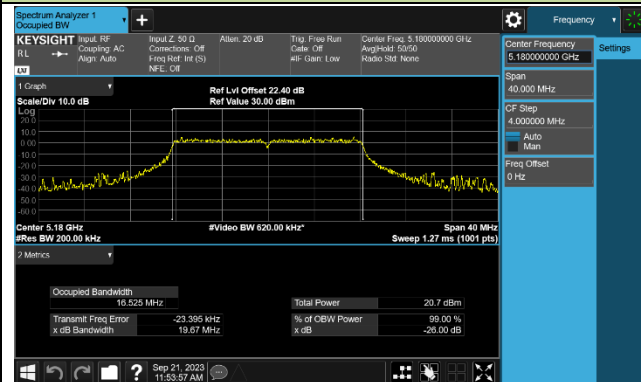 Spectrum Analyzer 1
Occupied BW
Frequency
KEYSIGHT
RL
Input: RF
Coupling: AC
Align: Auto
Input Z: 50 Ω
Corrections: Off
Freq Ref: Int (S)
NFE: Off
Atten: 20 dB
Trig: Free Run
Gate: Off
#IF Gain: Low
Center Freq: 5.180000000 GHz
Avg|Hold: 50/50
Radio Std: None
LXI
1 Graph
Scale/Div 10.0 dB
Ref Lvl Offset 22.40 dB
Ref Value 30.00 dBm
Log
20.0
10.0
0.00
-10.0
-20.0
-30.0
-40.0
-50.0
-60.0
Center 5.18 GHz
#Res BW 200.00 kHz
#Video BW 620.00 kHz*
Span 40 MHz
Sweep 1.27 ms (1001 pts)
2 Metrics
Occupied Bandwidth
16.525 MHz
Transmit Freq Error
-23.395 kHz
x dB Bandwidth
19.67 MHz
Total Power
20.7 dBm
% of OBW Power
99.00 %
x dB
-26.00 dB
Center Frequency
5.180000000 GHz
Span
40.000 MHz
CF Step
4.000000 MHz
Auto
Man
Freq Offset
0 Hz
Settings
Sep 21, 2023
11:53:57 AM